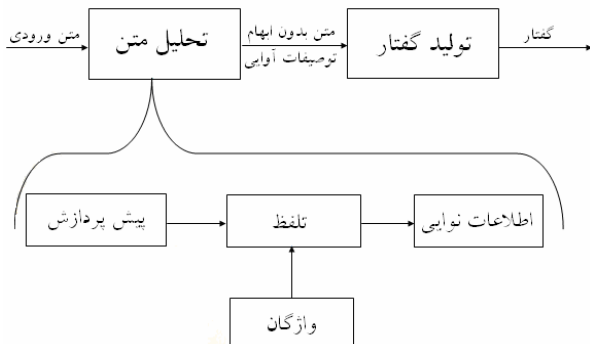 متن ورودی
تحلیل متن
متن بدون ابهام
توصیفات آوایی
تولید گفتار
گفتار
پیش پردازش
تلفظ
اطلاعات نوایی
واژگان